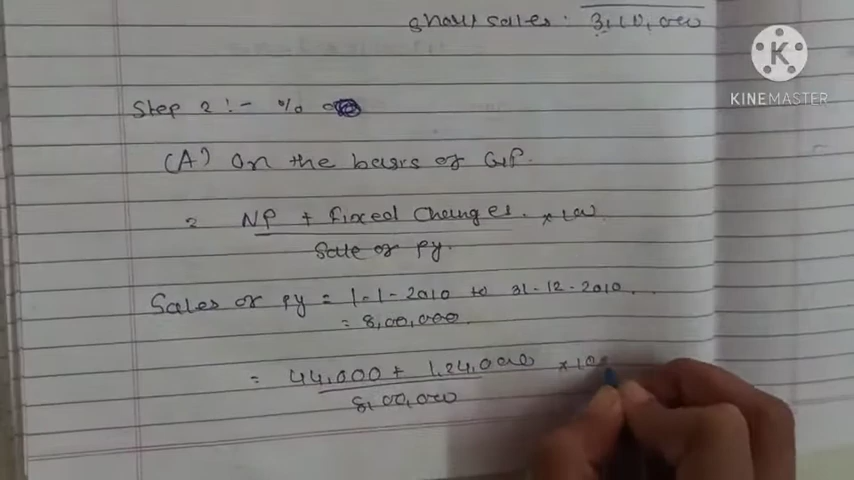 Short sales : 3,10,000
KINEMASTER
Step 2 :- %
(A) On the basis of GP.
= NP + fixed Charges. × 100
Sale of Py.
Sales of Py = 1-1-2010 to 31-12-2010.
= 8,00,000
= 44,000 + 1,24,000 × 100
8,00,000